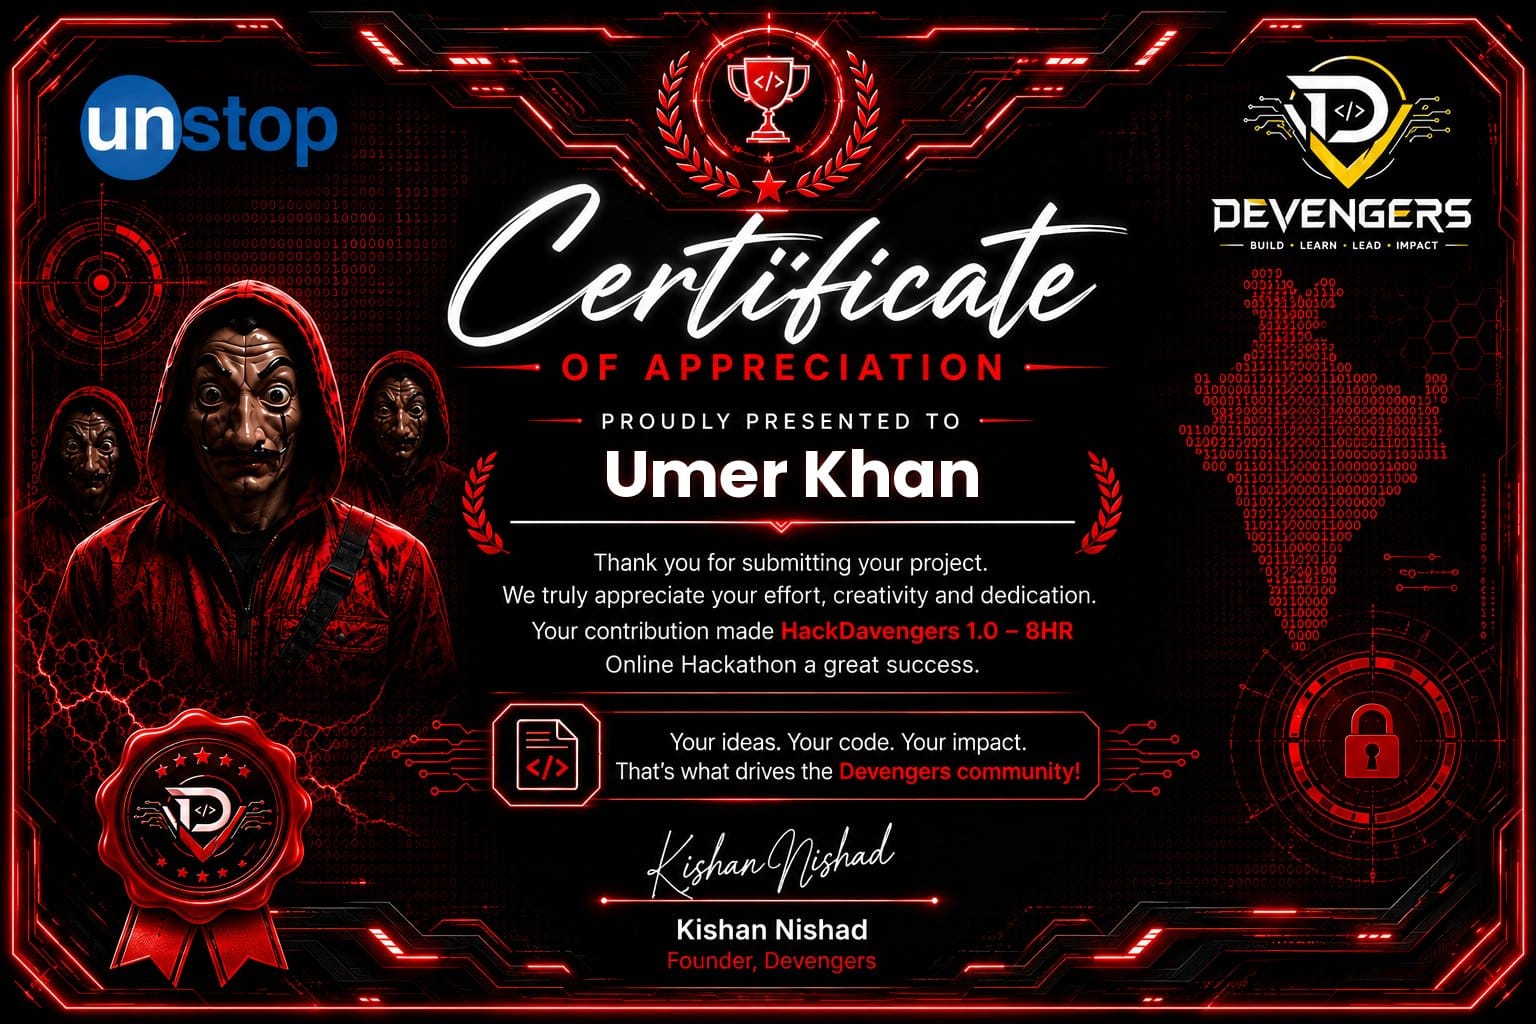 unstop
DEVENGERS
BUILD • LEARN • LEAD • IMPACT
Certificate
OF APPRECIATION
PROUDLY PRESENTED TO
Umer Khan
Thank you for submitting your project.
We truly appreciate your effort, creativity and dedication.
Your contribution made HackDavengers 1.0 – 8HR
Online Hackathon a great success.
</>
Your ideas. Your code. Your impact.
That's what drives the Devengers community!
Kishan Nishad
Kishan Nishad
Founder, Devengers